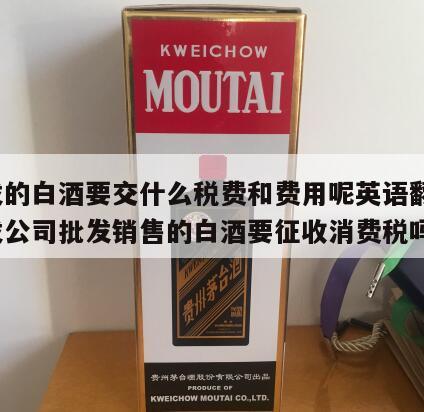 KWEICHOW
MOUTAI
的白酒要交什么税费和费用呢英语翻
公司批发销售的白酒要征收消费税吗
贵州茅台酒
KWEICHOW MOUTAI
贵州茅台酒股份有限公司出品
PRODUCE OF
KWEICHOW MOUTAI CO.,LTD.